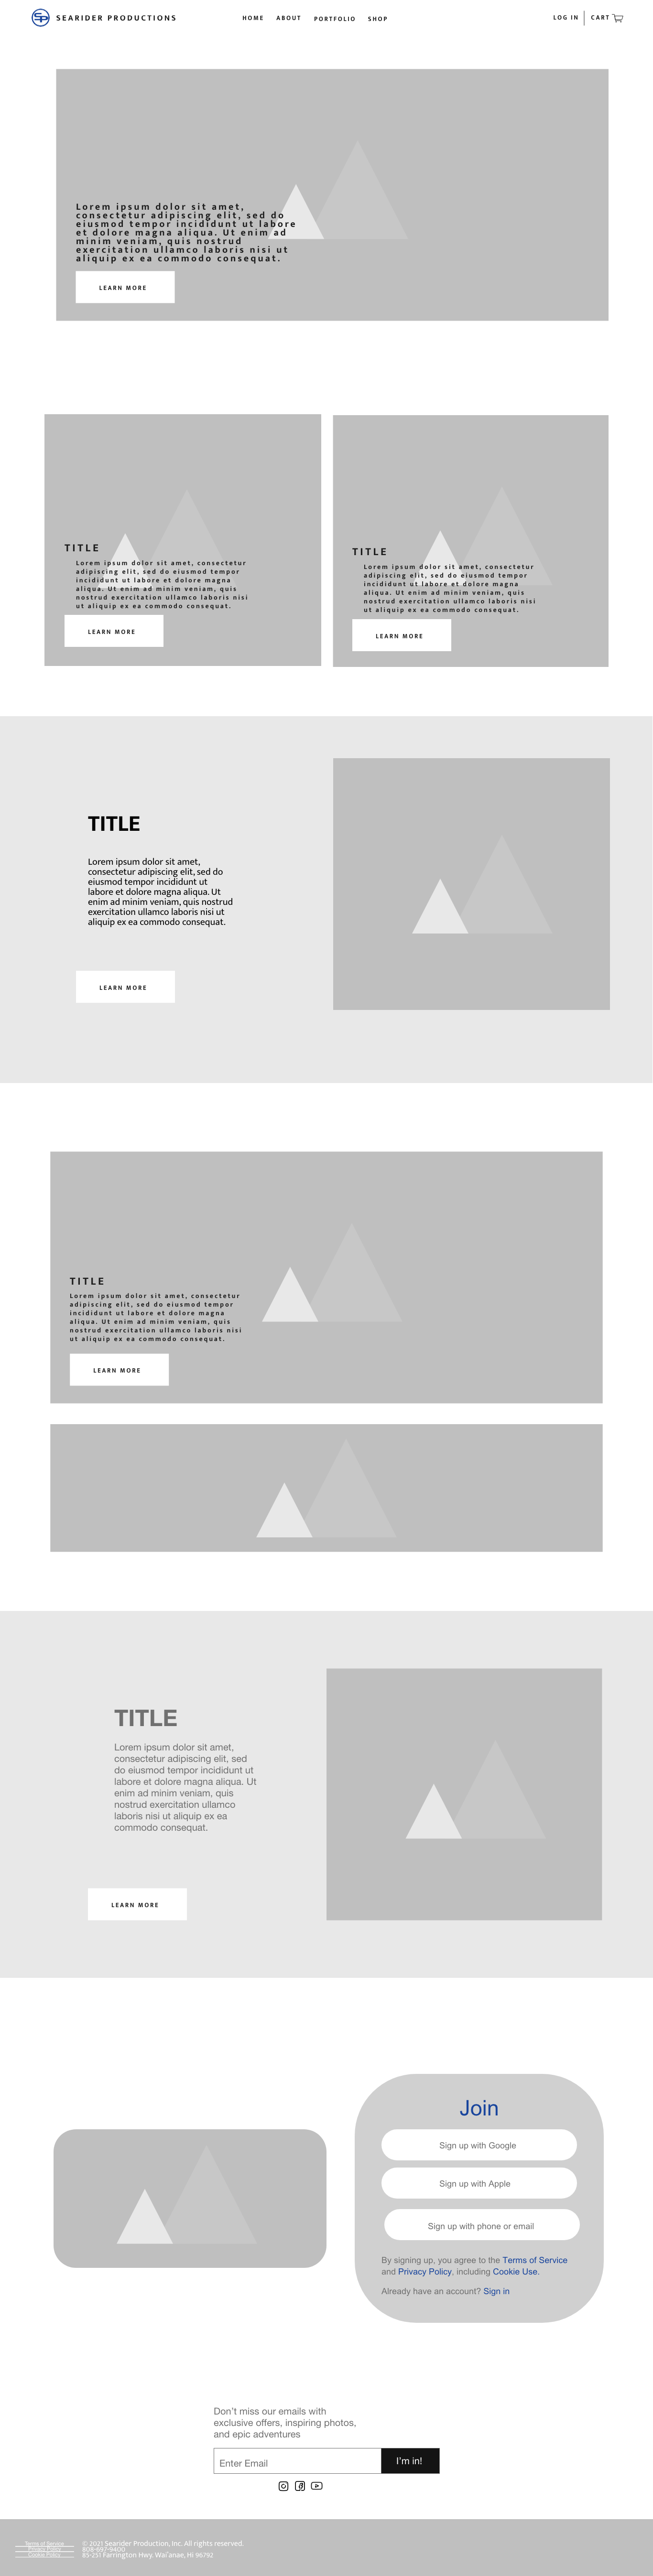 SP SEARIDER PRODUCTIONS HOME ABOUT PORTFOLIO SHOP LOG IN CART
Lorem ipsum dolor sit amet,
consectetur adipiscing elit, sed do
eiusmod tempor incididunt ut labore
et dolore magna aliqua. Ut enim ad
minim veniam, quis nostrud
exercitation ullamco laboris nisi ut
aliquip ex ea commodo consequat.
LEARN MORE
TITLE
Lorem ipsum dolor sit amet, consectetur
adipiscing elit, sed do eiusmod tempor
incididunt ut labore et dolore magna
aliqua. Ut enim ad minim veniam, quis
nostrud exercitation ullamco laboris nisi
ut aliquip ex ea commodo consequat.
LEARN MORE
TITLE
Lorem ipsum dolor sit amet, consectetur
adipiscing elit, sed do eiusmod tempor
incididunt ut labore et dolore magna
aliqua. Ut enim ad minim veniam, quis
nostrud exercitation ullamco laboris nisi
ut aliquip ex ea commodo consequat.
LEARN MORE
TITLE
Lorem ipsum dolor sit amet,
consectetur adipiscing elit, sed do
eiusmod tempor incididunt ut
labore et dolore magna aliqua. Ut
enim ad minim veniam, quis nostrud
exercitation ullamco laboris nisi ut
aliquip ex ea commodo consequat.
LEARN MORE
TITLE
Lorem ipsum dolor sit amet, consectetur
adipiscing elit, sed do eiusmod tempor
incididunt ut labore et dolore magna
aliqua. Ut enim ad minim veniam, quis
nostrud exercitation ullamco laboris nisi
ut aliquip ex ea commodo consequat.
LEARN MORE
TITLE
Lorem ipsum dolor sit amet,
consectetur adipiscing elit, sed
do eiusmod tempor incididunt ut
labore et dolore magna aliqua. Ut
enim ad minim veniam, quis
nostrud exercitation ullamco
laboris nisi ut aliquip ex ea
commodo consequat.
LEARN MORE
Join
Sign up with Google
Sign up with Apple
Sign up with phone or email
By signing up, you agree to the Terms of Service
and Privacy Policy, including Cookie Use.
Already have an account? Sign in
Don't miss our emails with
exclusive offers, inspiring photos,
and epic adventures
Enter Email I'm in!
Terms of Service
Privacy Policy
Cookie Policy
© 2021 Searider Production, Inc. All rights reserved.
808-697-9400
85-251 Farrington Hwy. Wai'anae, HI 96792